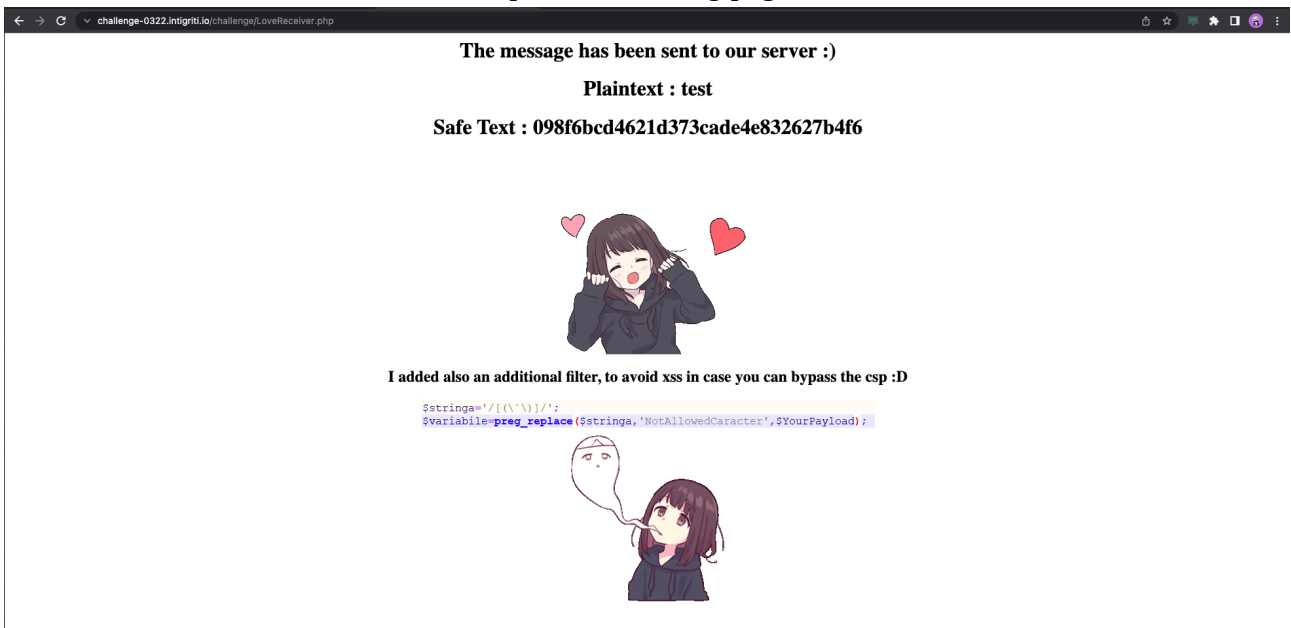 challenge-0322.intigriti.io/challenge/LoveReceiver.php
The message has been sent to our server :)
Plaintext : test
Safe Text : 098f6bcd4621d373cade4e832627b4f6
I added also an additional filter, to avoid xss in case you can bypass the csp :D
$stringa='/[(\`\)]/';
$variabile=preg_replace($stringa,'NotAllowedCaracter',$YourPayload);